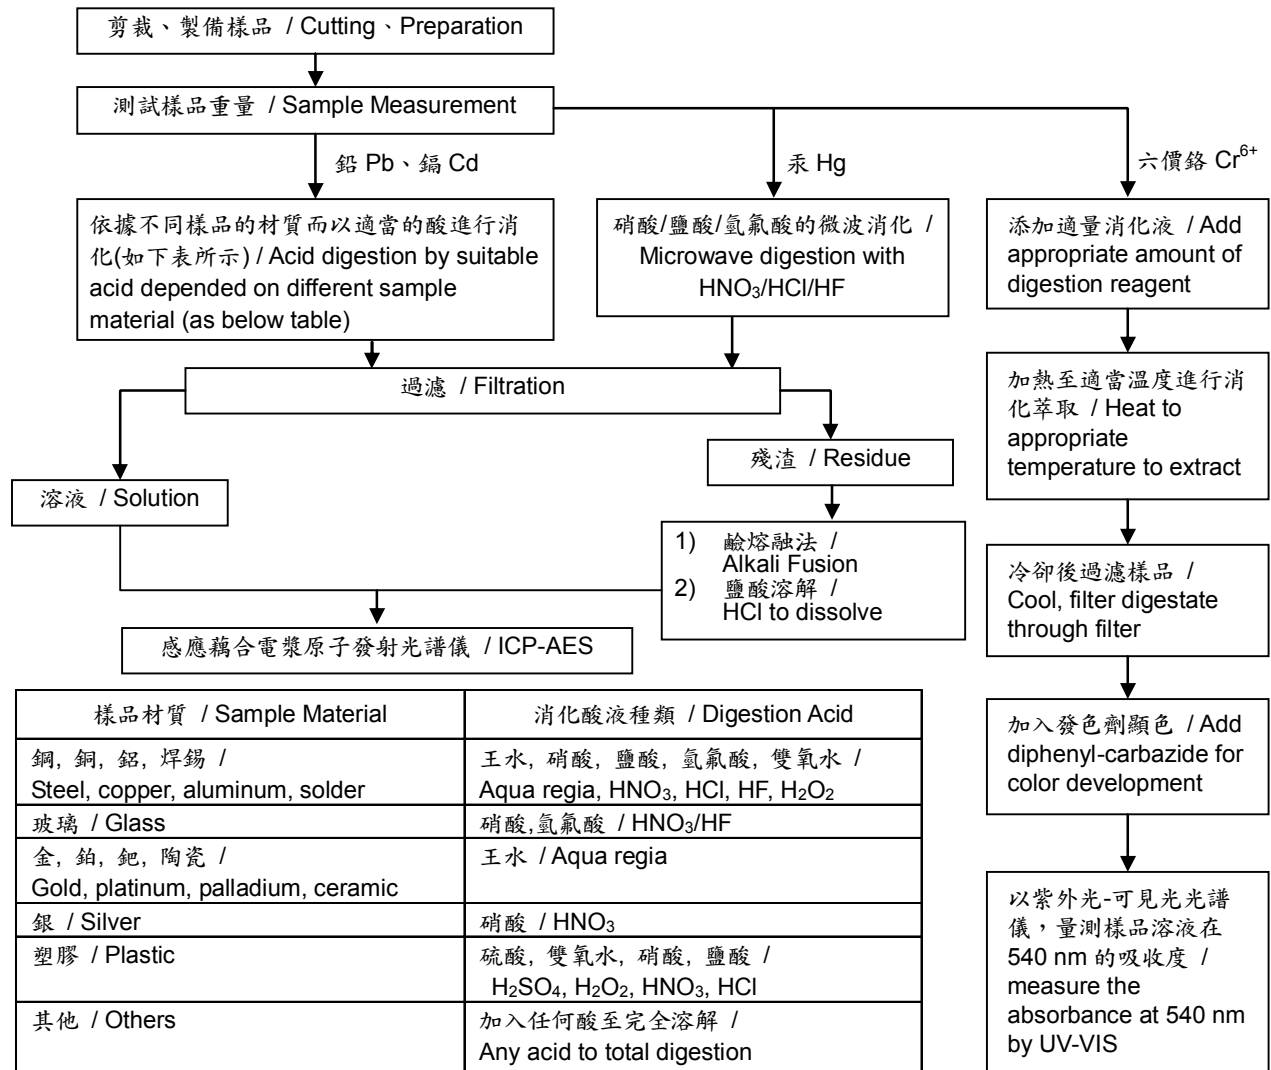 剪裁、製備樣品 / Cutting、Preparation
測試樣品重量 / Sample Measurement
鉛 Pb、鎘 Cd
汞 Hg
六價鉻 Cr⁶⁺
依據不同樣品的材質而以適當的酸進行消
化(如下表所示) / Acid digestion by suitable
acid depended on different sample
material (as below table)
硝酸/鹽酸/氫氟酸的微波消化 /
Microwave digestion with
HNO₃/HCl/HF
添加適量消化液 / Add
appropriate amount of
digestion reagent
過濾 / Filtration
加熱至適當溫度進行消
化萃取 / Heat to
appropriate
temperature to extract
殘渣 / Residue
溶液 / Solution
1) 鹼熔融法 /
Alkali Fusion
2) 鹽酸溶解 /
HCl to dissolve
冷卻後過濾樣品 /
Cool, filter digestate
through filter
感應藕合電漿原子發射光譜儀 / ICP-AES
加入發色劑顯色 / Add
diphenyl-carbazide for
color development
以紫外光-可見光光譜
儀，量測樣品溶液在
540 nm 的吸收度 /
measure the
absorbance at 540 nm
by UV-VIS
樣品材質 / Sample Material
消化酸液種類 / Digestion Acid
鋼, 銅, 鋁, 焊錫 /
Steel, copper, aluminum, solder
王水, 硝酸, 鹽酸, 氫氟酸, 雙氧水 /
Aqua regia, HNO₃, HCl, HF, H₂O₂
玻璃 / Glass
硝酸,氫氟酸 / HNO₃/HF
金, 鉑, 鈀, 陶瓷 /
Gold, platinum, palladium, ceramic
王水 / Aqua regia
銀 / Silver
硝酸 / HNO₃
塑膠 / Plastic
硫酸, 雙氧水, 硝酸, 鹽酸 /
H₂SO₄, H₂O₂, HNO₃, HCl
其他 / Others
加入任何酸至完全溶解 /
Any acid to total digestion